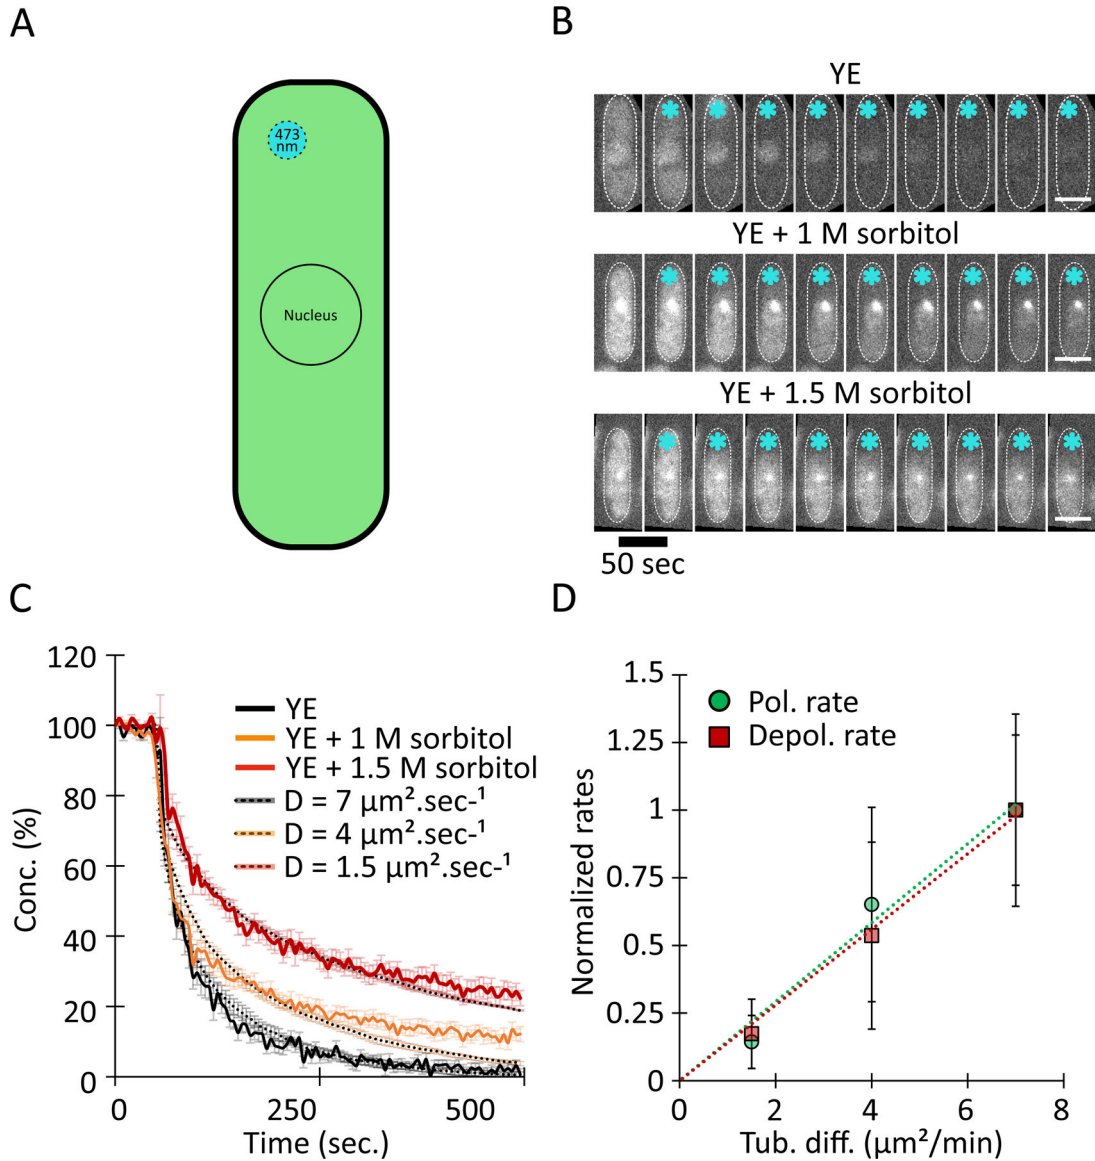 A
473
nm
Nucleus
B
YE
YE + 1 M sorbitol
YE + 1.5 M sorbitol
50 sec
C
120
100
80
60
40
20
0
Conc. (%)
0 250 500
Time (sec.)
YE
YE + 1 M sorbitol
YE + 1.5 M sorbitol
D = 7 µm².sec-¹
D = 4 µm².sec-¹
D = 1.5 µm².sec-¹
D
1.5
1.25
1
0.75
0.5
0.25
0
Normalized rates
Pol. rate
Depol. rate
0 2 4 6 8
Tub. diff. (µm²/min)